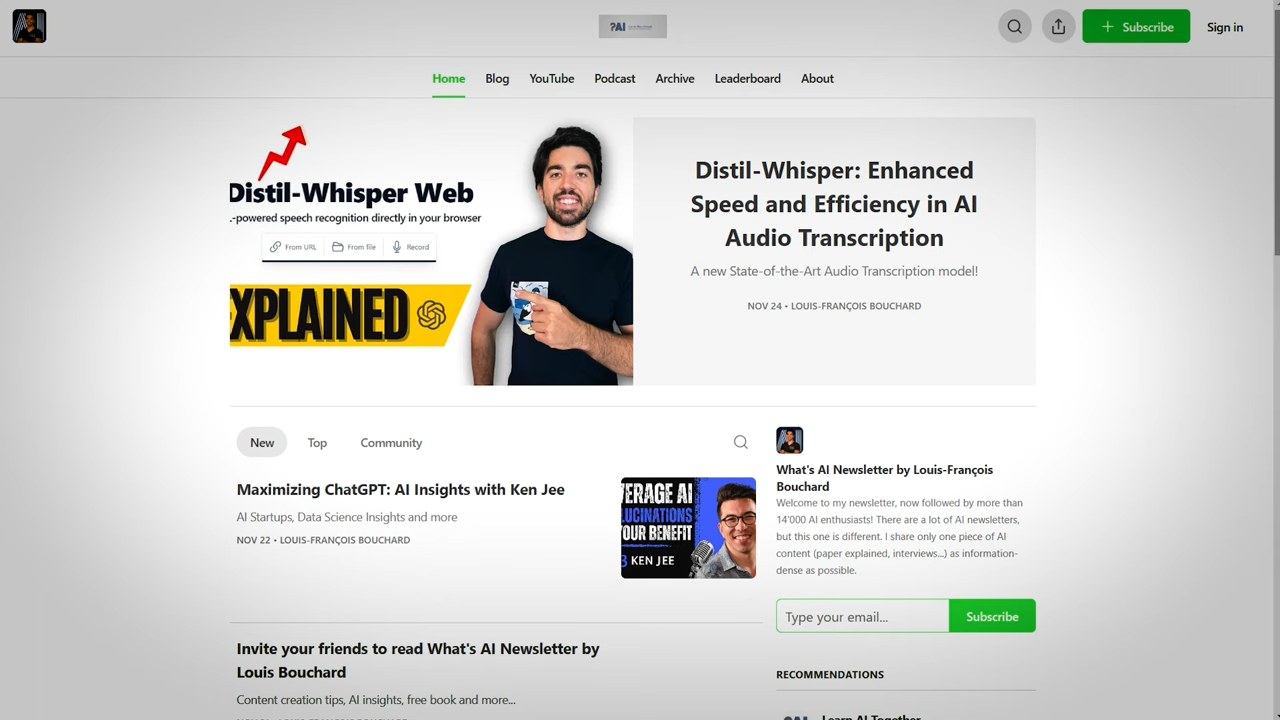 ?AI
Subscribe
Sign in
Home
Blog
YouTube
Podcast
Archive
Leaderboard
About
Distil-Whisper Web
-powered speech recognition directly in your browser
From URL
From file
Record
EXPLAINED
Distil-Whisper: Enhanced
Speed and Efficiency in AI
Audio Transcription
A new State-of-the-Art Audio Transcription model!
NOV 24 • LOUIS-FRANÇOIS BOUCHARD
New
Top
Community
Maximizing ChatGPT: AI Insights with Ken Jee
AI Startups, Data Science Insights and more
NOV 22 • LOUIS-FRANÇOIS BOUCHARD
VERAGE AI
LUCINATIONS
YOUR BENEFIT
KEN JEE
Invite your friends to read What's AI Newsletter by
Louis Bouchard
Content creation tips, AI insights, free book and more...
What's AI Newsletter by Louis-François
Bouchard
Welcome to my newsletter, now followed by more than
14'000 AI enthusiasts! There are a lot of AI newsletters,
but this one is different. I share only one piece of AI
content (paper explained, interviews...) as information-
dense as possible.
Type your email...
Subscribe
RECOMMENDATIONS
Learn AI Together